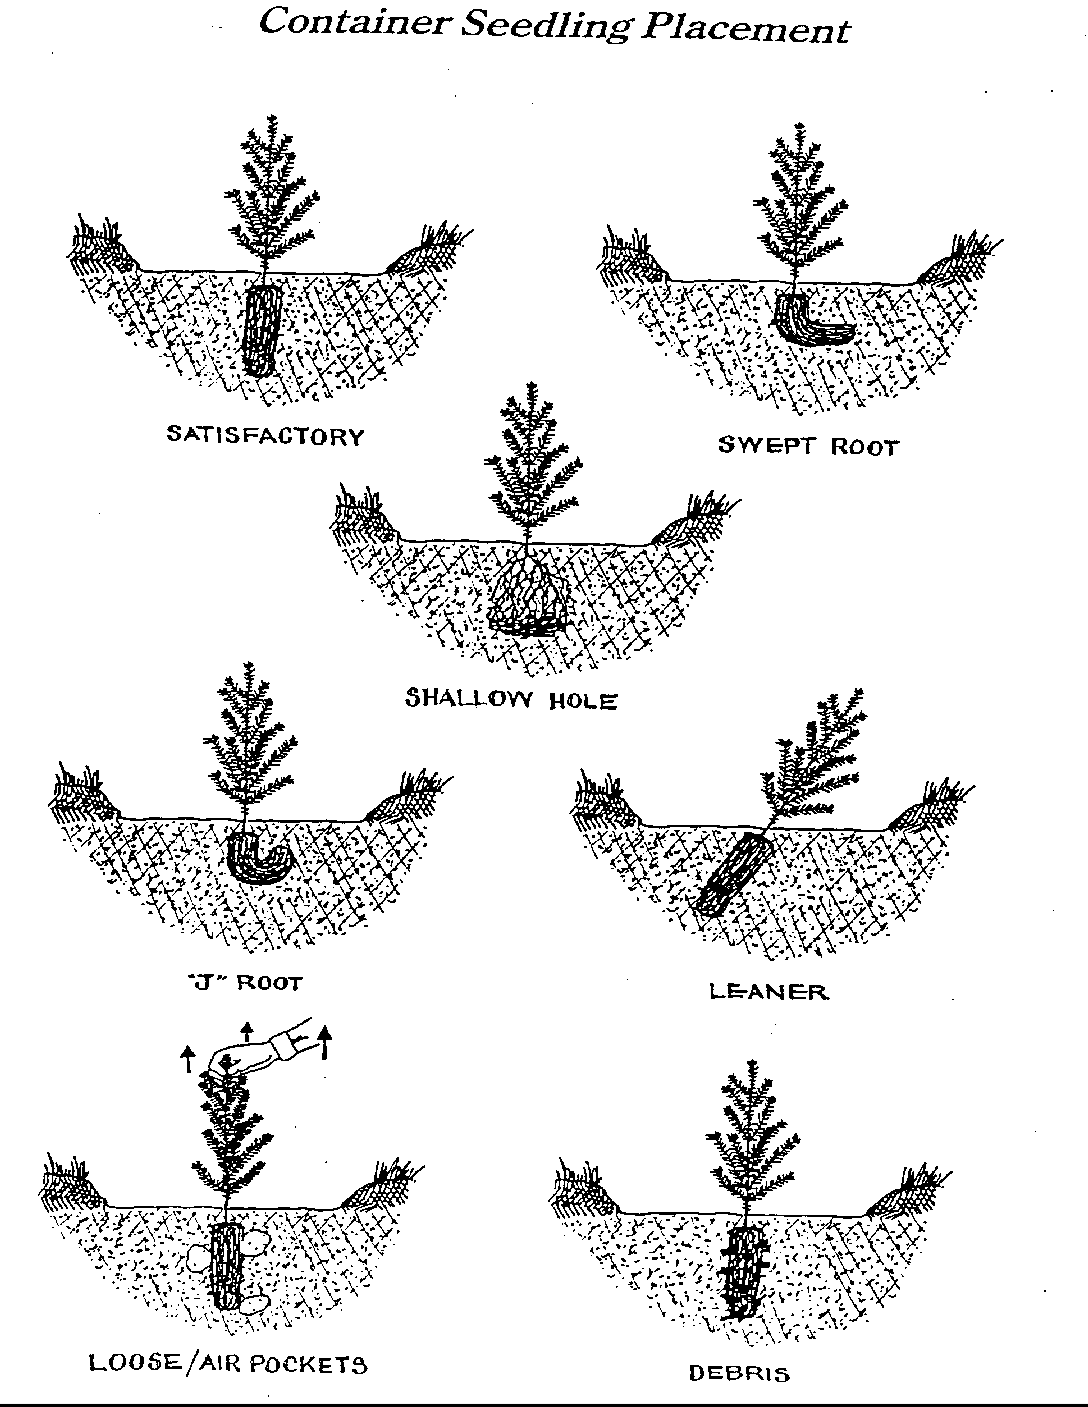 Container Seedling Placement
SATISFACTORY
SWEPT ROOT
SHALLOW HOLE
"J" ROOT
LEANER
LOOSE/AIR POCKETS
DEBRIS